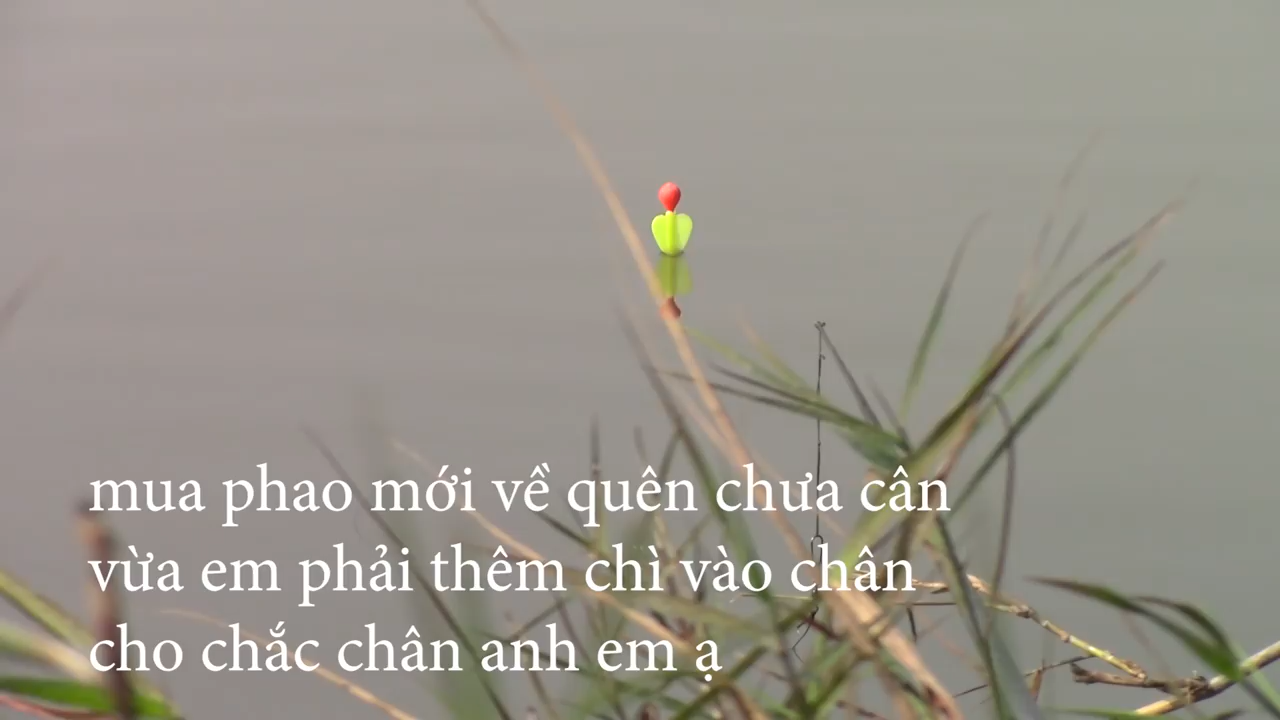 mua phao mới về quên chưa cân
vừa em phải thêm chì vào chân
cho chắc chân anh em ạ